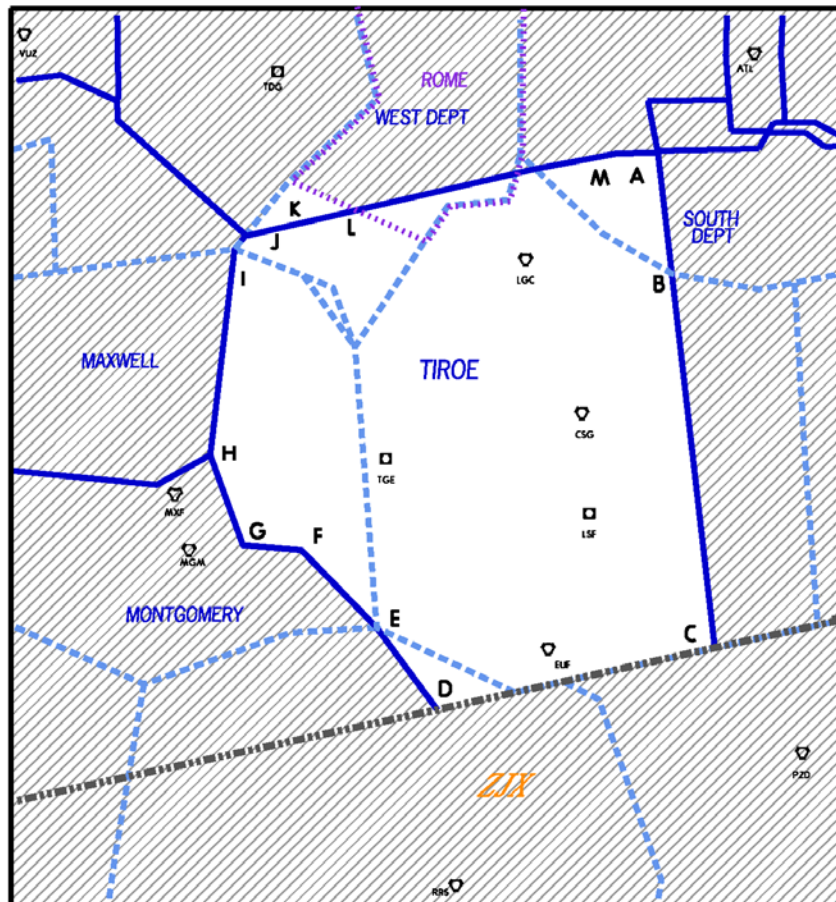 VUZ
TDG
ROME
WEST DEPT
ATL
K
M
A
J
L
SOUTH
DEPT
I
LGC
B
MAXWELL
TIROE
CSG
H
TGE
MXF
LSF
G
F
MGM
MONTGOMERY
E
C
EUF
D
ZJX
PZD
RRS